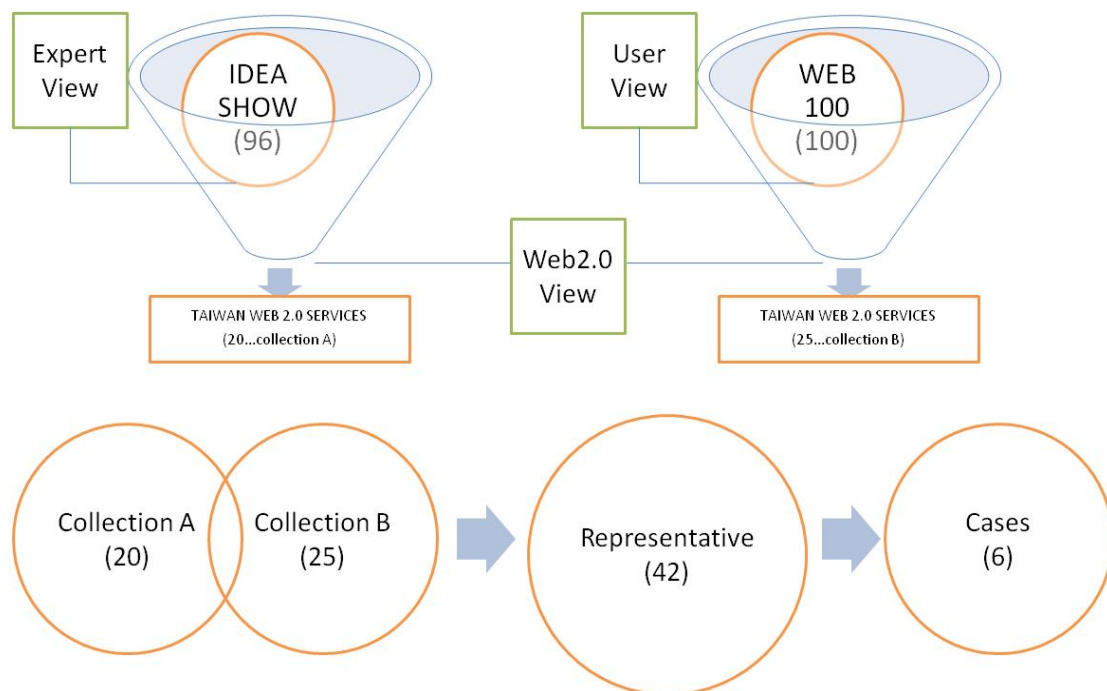 Expert
View
IDEA
SHOW
(96)
User
View
WEB
100
(100)
Web2.0
View
TAIWAN WEB 2.0 SERVICES
(20...collection A)
TAIWAN WEB 2.0 SERVICES
(25...collection B)
Collection A
(20)
Collection B
(25)
Representative
(42)
Cases
(6)